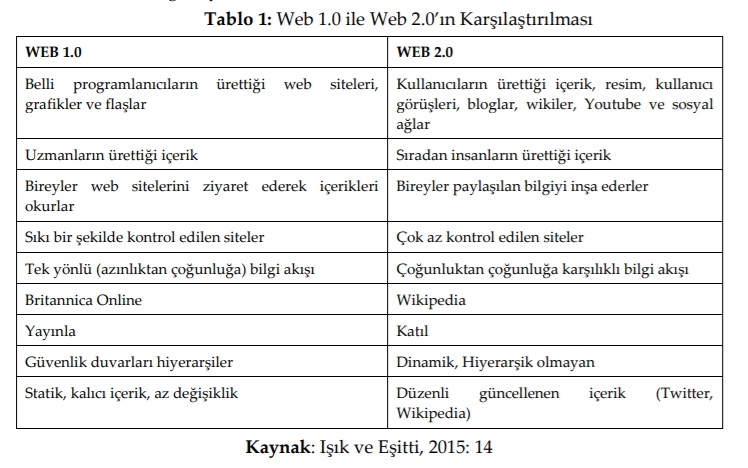 Tablo 1: Web 1.0 ile Web 2.0'ın Karşılaştırılması
WEB 1.0
WEB 2.0
Belli programlanıcıların ürettiği web siteleri,
grafikler ve flaşlar
Kullanıcıların ürettiği içerik, resim, kullanıcı
görüşleri, bloglar, wikiler, Youtube ve sosyal
ağlar
Uzmanların ürettiği içerik
Sıradan insanların ürettiği içerik
Bireyler web sitelerini ziyaret ederek içerikleri
okurlar
Bireyler paylaşılan bilgiyi inşa ederler
Sıkı bir şekilde kontrol edilen siteler
Çok az kontrol edilen siteler
Tek yönlü (azınlıktan çoğunluğa) bilgi akışı
Çoğunluktan çoğunluğa karşılıklı bilgi akışı
Britannica Online
Wikipedia
Yayınla
Katıl
Güvenlik duvarları hiyerarşiler
Dinamik, Hiyerarşik olmayan
Statik, kalıcı içerik, az değişiklik
Düzenli güncellenen içerik (Twitter,
Wikipedia)
Kaynak: Işık ve Eşitti, 2015: 14